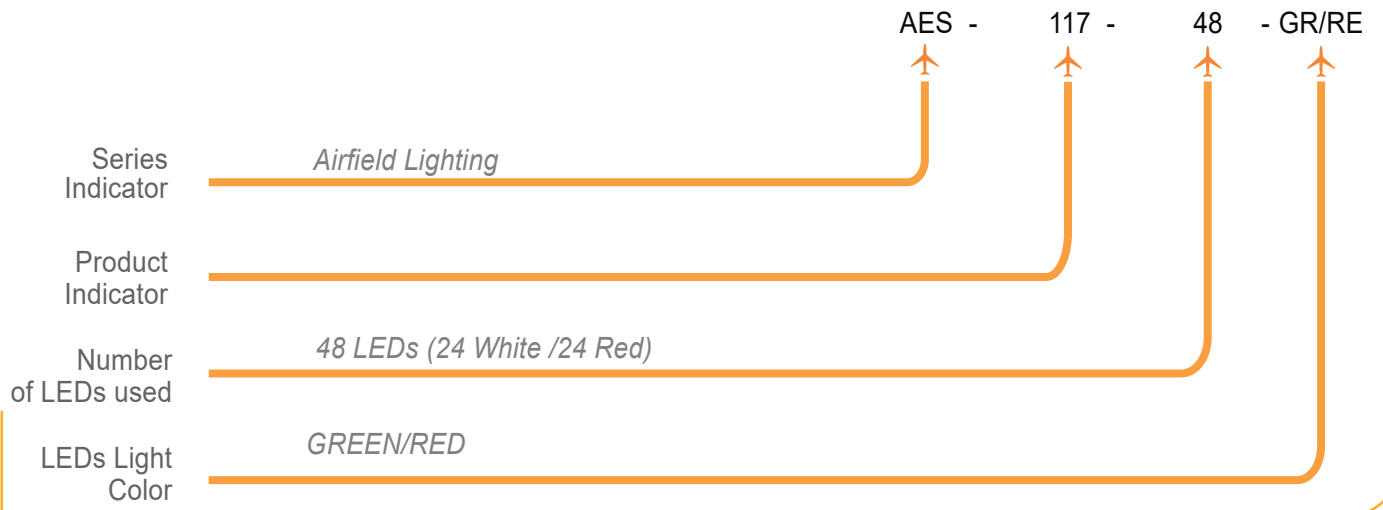 AES - 117 - 48 - GR/RE
Series
Indicator
Airfield Lighting
Product
Indicator
Number
of LEDs used
48 LEDs (24 White /24 Red)
LEDs Light
Color
GREEN/RED